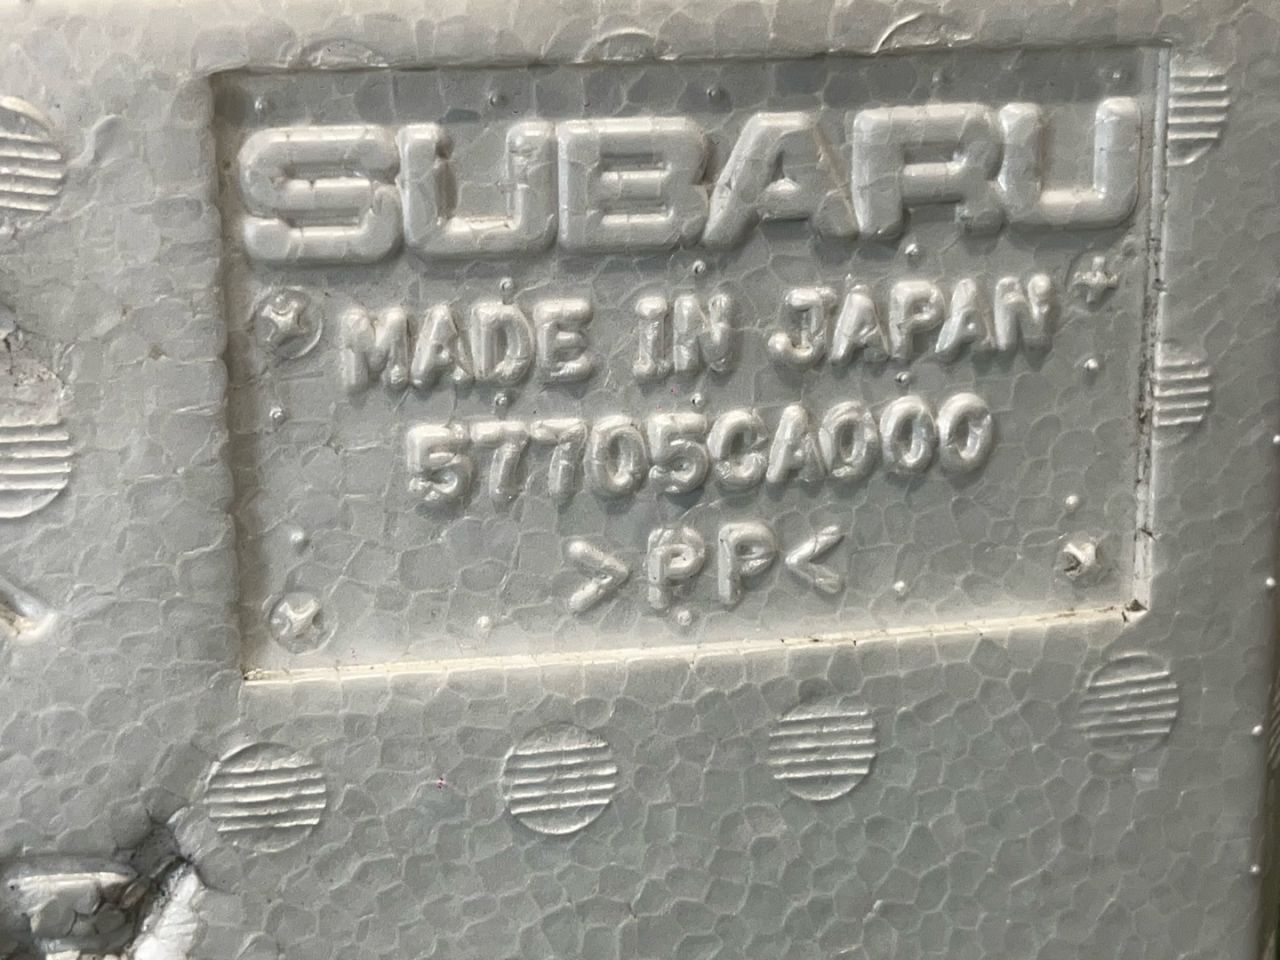 SUBARU
MADE IN JAPAN
57705CA000
>PP<